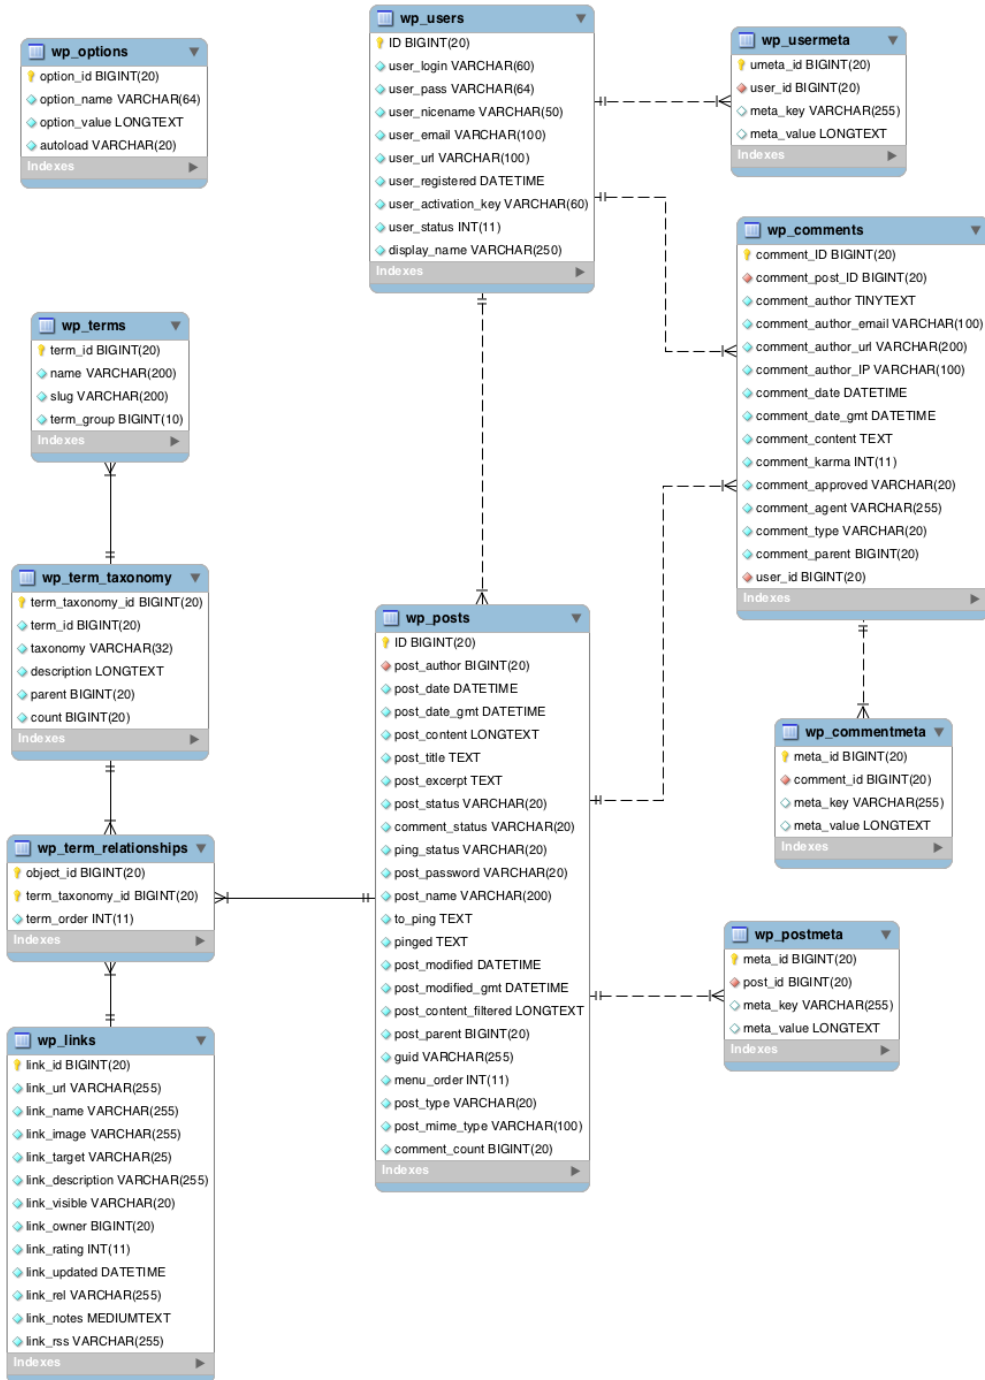 wp_options
option_id BIGINT(20)
option_name VARCHAR(64)
option_value LONGTEXT
autoload VARCHAR(20)
Indexes
wp_users
ID BIGINT(20)
user_login VARCHAR(60)
user_pass VARCHAR(64)
user_nicename VARCHAR(50)
user_email VARCHAR(100)
user_url VARCHAR(100)
user_registered DATETIME
user_activation_key VARCHAR(60)
user_status INT(11)
display_name VARCHAR(250)
Indexes
wp_usermeta
umeta_id BIGINT(20)
user_id BIGINT(20)
meta_key VARCHAR(255)
meta_value LONGTEXT
Indexes
wp_comments
comment_ID BIGINT(20)
comment_post_ID BIGINT(20)
comment_author TINYTEXT
comment_author_email VARCHAR(100)
comment_author_url VARCHAR(200)
comment_author_IP VARCHAR(100)
comment_date DATETIME
comment_date_gmt DATETIME
comment_content TEXT
comment_karma INT(11)
comment_approved VARCHAR(20)
comment_agent VARCHAR(255)
comment_type VARCHAR(20)
comment_parent BIGINT(20)
user_id BIGINT(20)
Indexes
wp_terms
term_id BIGINT(20)
name VARCHAR(200)
slug VARCHAR(200)
term_group BIGINT(10)
Indexes
wp_term_taxonomy
term_taxonomy_id BIGINT(20)
term_id BIGINT(20)
taxonomy VARCHAR(32)
description LONGTEXT
parent BIGINT(20)
count BIGINT(20)
Indexes
wp_posts
ID BIGINT(20)
post_author BIGINT(20)
post_date DATETIME
post_date_gmt DATETIME
post_content LONGTEXT
post_title TEXT
post_excerpt TEXT
post_status VARCHAR(20)
comment_status VARCHAR(20)
ping_status VARCHAR(20)
post_password VARCHAR(20)
post_name VARCHAR(200)
to_ping TEXT
pinged TEXT
post_modified DATETIME
post_modified_gmt DATETIME
post_content_filtered LONGTEXT
post_parent BIGINT(20)
guid VARCHAR(255)
menu_order INT(11)
post_type VARCHAR(20)
post_mime_type VARCHAR(100)
comment_count BIGINT(20)
Indexes
wp_commentmeta
meta_id BIGINT(20)
comment_id BIGINT(20)
meta_key VARCHAR(255)
meta_value LONGTEXT
Indexes
wp_term_relationships
object_id BIGINT(20)
term_taxonomy_id BIGINT(20)
term_order INT(11)
Indexes
wp_postmeta
meta_id BIGINT(20)
post_id BIGINT(20)
meta_key VARCHAR(255)
meta_value LONGTEXT
Indexes
wp_links
link_id BIGINT(20)
link_url VARCHAR(255)
link_name VARCHAR(255)
link_image VARCHAR(255)
link_target VARCHAR(25)
link_description VARCHAR(255)
link_visible VARCHAR(20)
link_owner BIGINT(20)
link_rating INT(11)
link_updated DATETIME
link_rel VARCHAR(255)
link_notes MEDIUMTEXT
link_rss VARCHAR(255)
Indexes